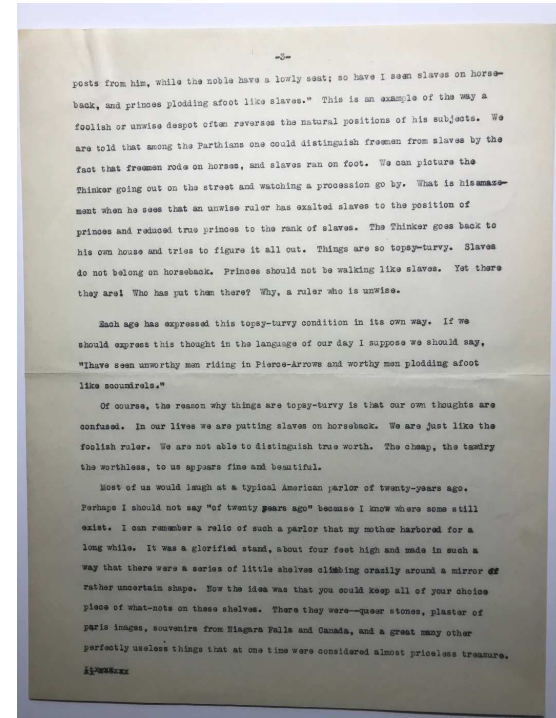 -3-
posts from him, while the noble have a lowly seat; so have I seen slaves on horse-
back, and princes plodding afoot like slaves." This is an example of the way a
foolish or unwise despot often reverses the natural positions of his subjects. We
are told that among the Parthians one could distinguish freemen from slaves by the
fact that freemen rode on horses, and slaves ran on foot. We can picture the
Thinker going out on the street and watching a procession go by. What is hisamaze-
ment when he sees that an unwise ruler has exalted slaves to the position of
princes and reduced true princes to the rank of slaves. The Thinker goes back to
his own house and tries to figure it all out. Things are so topsy-turvy. Slaves
do not belong on horseback. Princes should not be walking like slaves. Yet there
they are! Who has put them there? Why, a ruler who is unwise.
Each age has expressed this topsy-turvy condition in its own way. If we
should express this thought in the language of our day I suppose we should say,
"Ihave seen unworthy men riding in Pierce-Arrows and worthy men plodding afoot
like scoundrels."
Of course, the reason why things are topsy-turvy is that our own thoughts are
confused. In our lives we are putting slaves on horseback. We are just like the
foolish ruler. We are not able to distinguish true worth. The cheap, the tawdry
the worthless, to us appears fine and beautiful.
Most of us would laugh at a typical American parlor of twenty-years ago.
Perhaps I should not say "of twenty years ago" because I know where some still
exist. I can remember a relic of such a parlor that my mother harbored for a
long while. It was a glorified stand, about four feet high and made in such a
way that there were a series of little shelves climbing crazily around a mirror of
rather uncertain shape. Now the idea was that you could keep all of your choice
piece of what-nots on these shelves. There they were--queer stones, plaster of
paris images, souvenirs from Niagara Falls and Canada, and a great many other
perfectly useless things that at one time were considered almost priceless treasure.